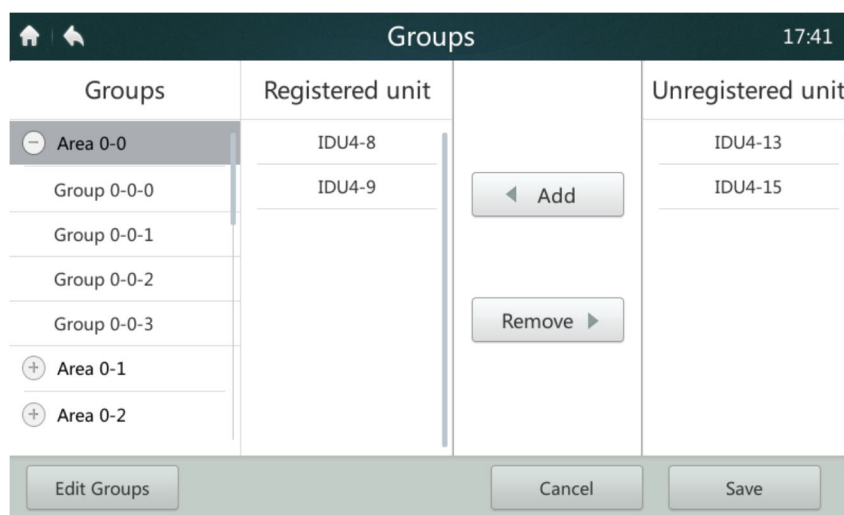 Groups 17:41
Groups Registered unit Unregistered unit
Area 0-0 IDU4-8 IDU4-13
Group 0-0-0 IDU4-9 Add IDU4-15
Group 0-0-1
Group 0-0-2
Group 0-0-3 Remove
Area 0-1
Area 0-2
Edit Groups Cancel Save